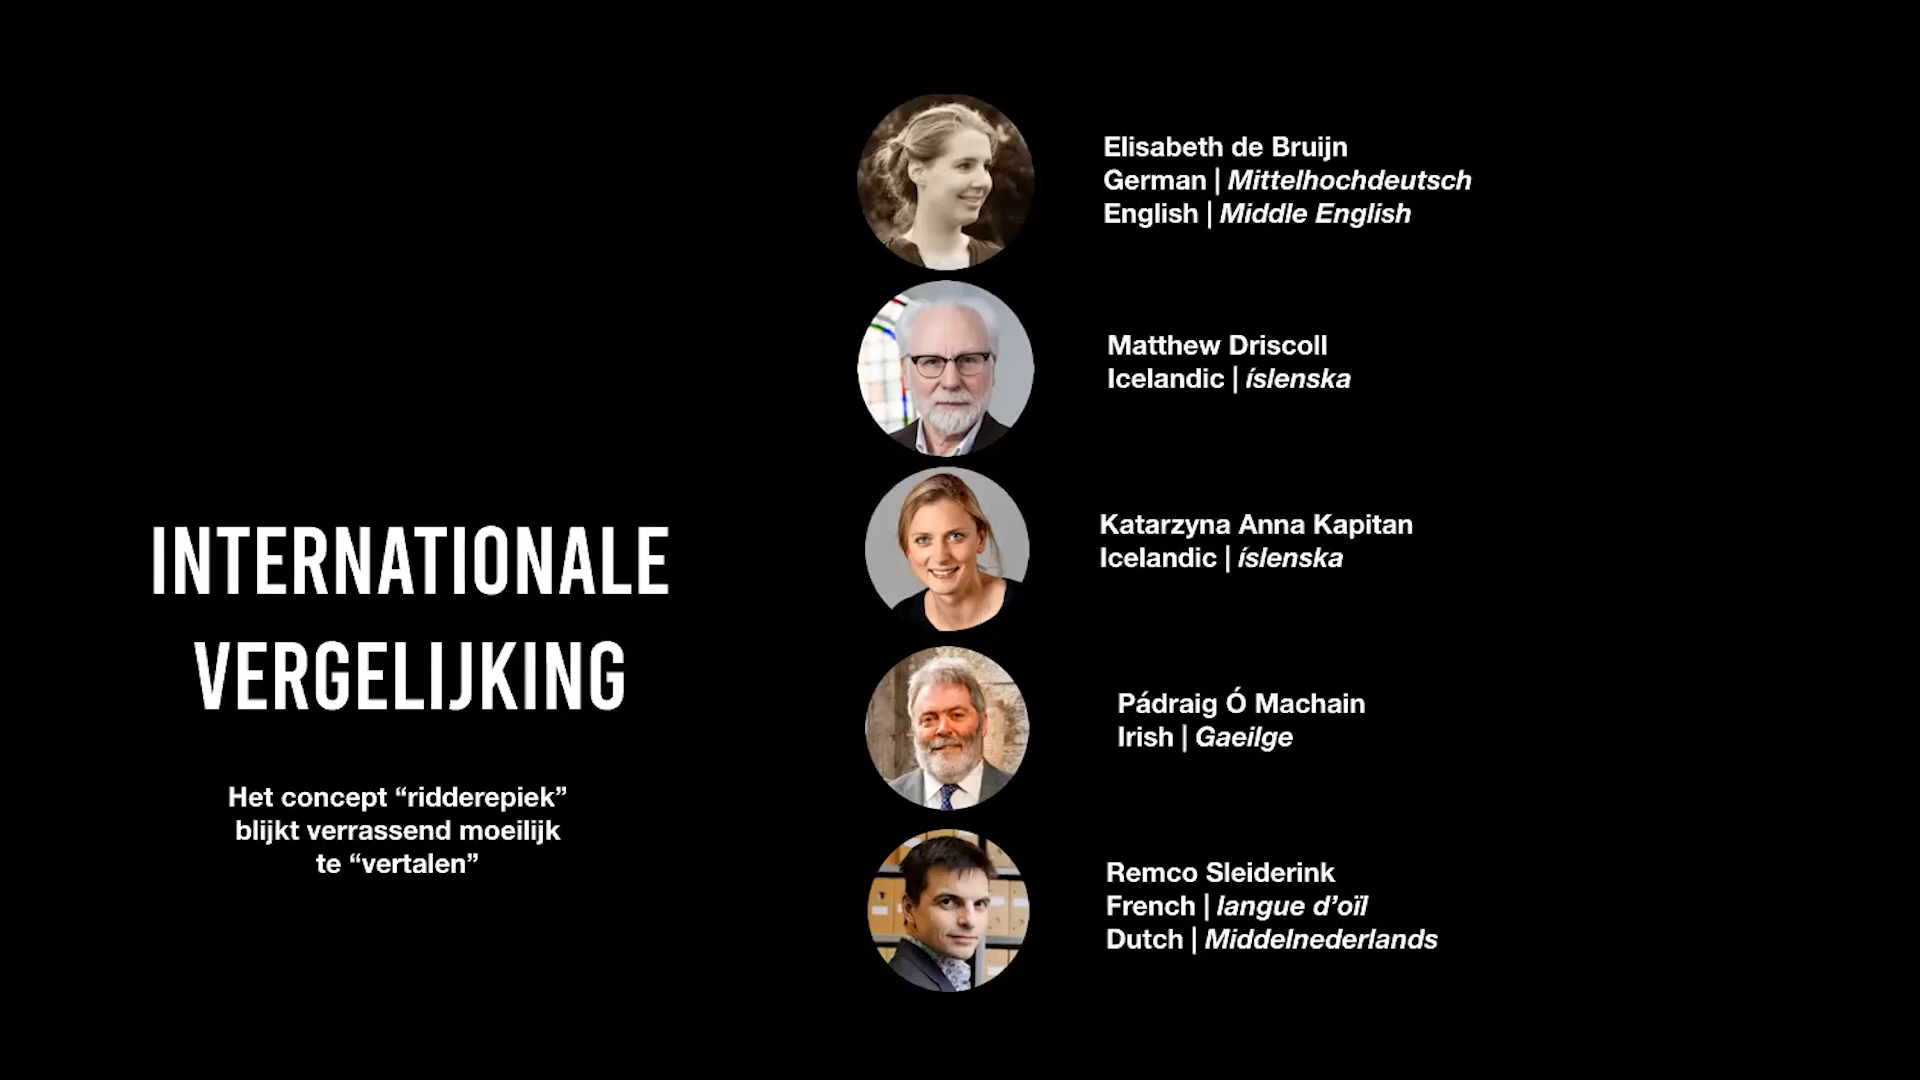 INTERNATIONALE
VERGELIJKING
Het concept “ridderepiek”
blijkt verrassend moeilijk
te “vertalen”
Elisabeth de Bruijn
German | Mittelhochdeutsch
English | Middle English
Matthew Driscoll
Icelandic | íslenska
Katarzyna Anna Kapitan
Icelandic | íslenska
Pádraig Ó Machain
Irish | Gaeilge
Remco Sleiderink
French | langue d’oïl
Dutch | Middelnederlands